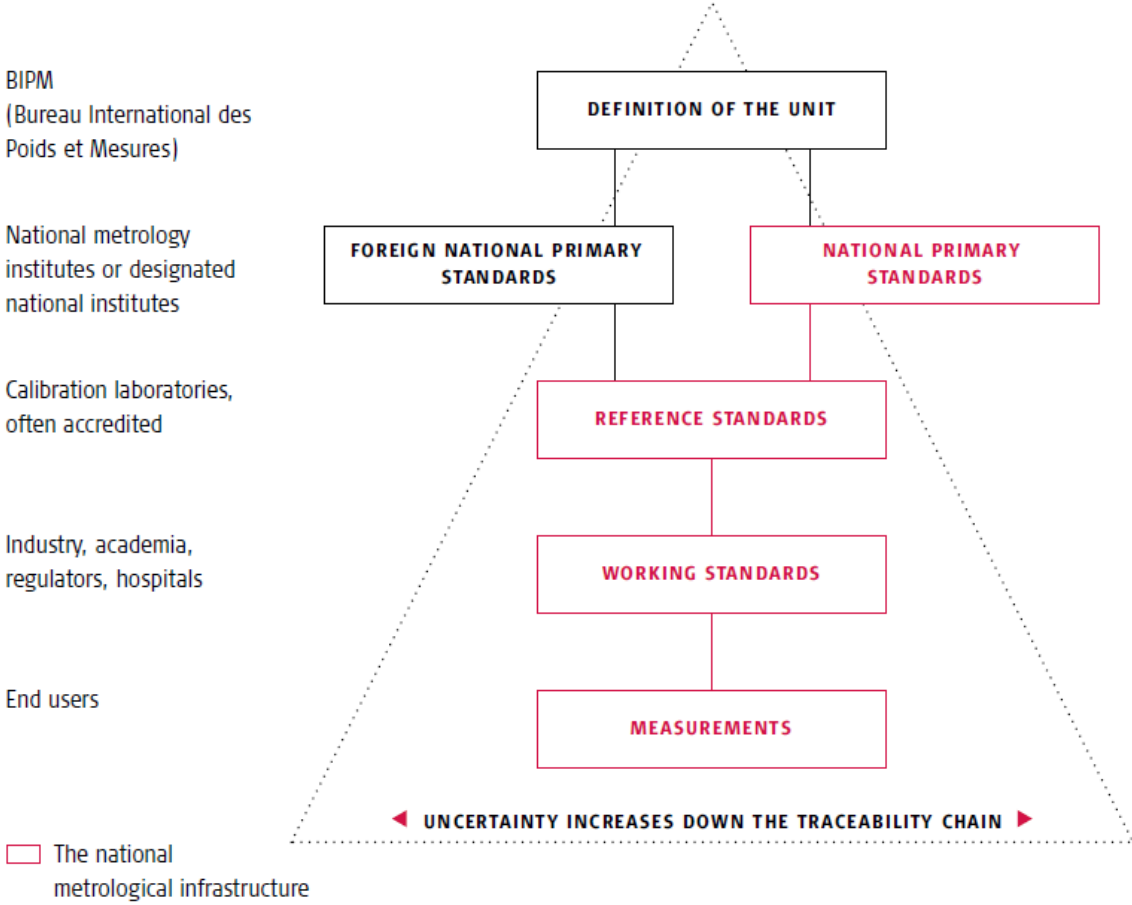 BIPM
(Bureau International des
Poids et Mesures)
DEFINITION OF THE UNIT
National metrology
institutes or designated
national institutes
FOREIGN NATIONAL PRIMARY
STANDARDS
NATIONAL PRIMARY
STANDARDS
Calibration laboratories,
often accredited
REFERENCE STANDARDS
Industry, academia,
regulators, hospitals
WORKING STANDARDS
End users
MEASUREMENTS
UNCERTAINTY INCREASES DOWN THE TRACEABILITY CHAIN
The national
metrological infrastructure